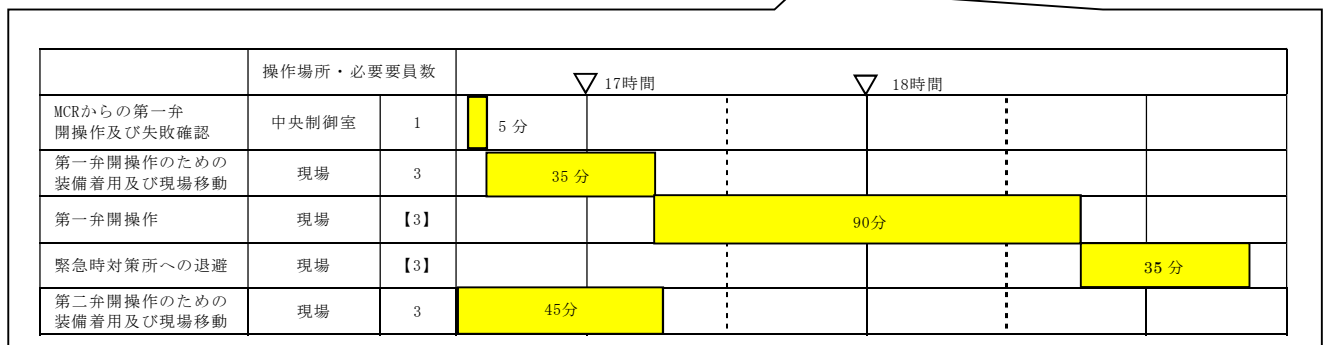 操作場所・必要要員数
17時間
18時間
MCRからの第一弁
開操作及び失敗確認
中央制御室
1
5 分
第一弁開操作のための
装備着用及び現場移動
現場
3
35 分
第一弁開操作
現場
【3】
90分
緊急時対策所への退避
現場
【3】
35 分
第二弁開操作のための
装備着用及び現場移動
現場
3
45分